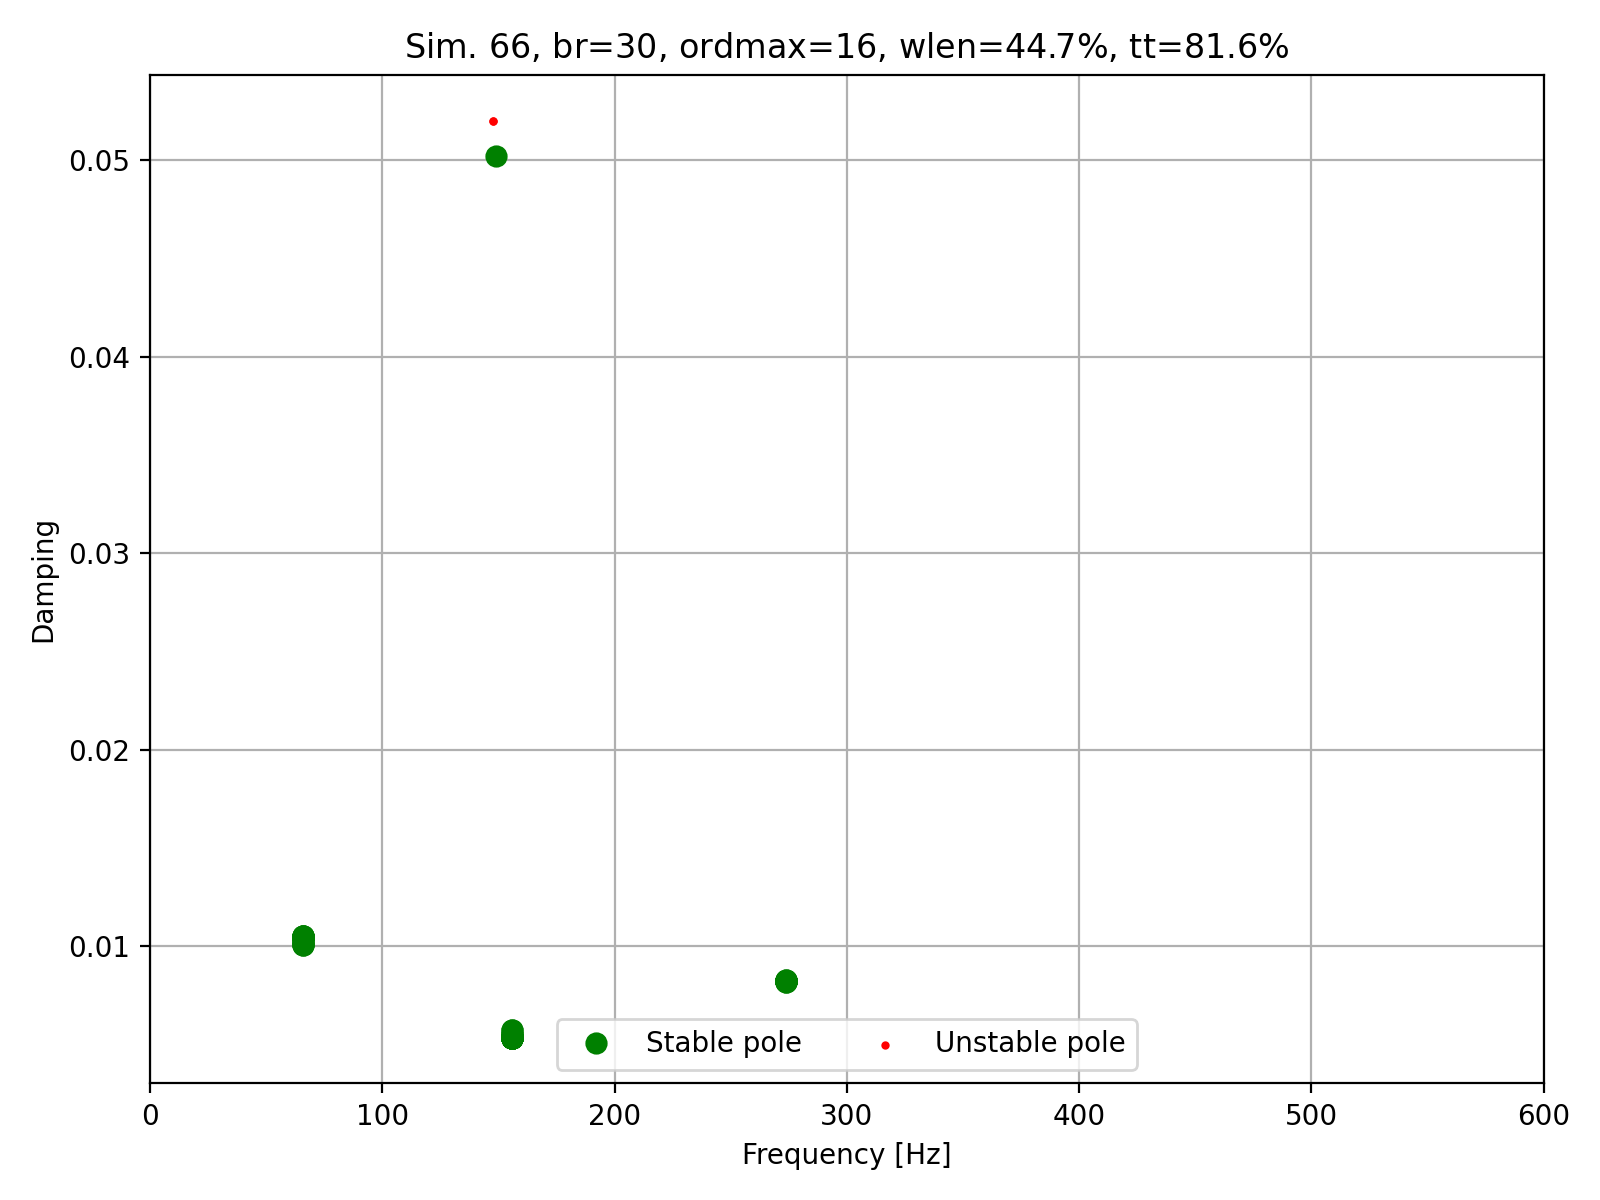 Sim. 66, br=30, ordmax=16, wlen=44.7%, tt=81.6%
0.05
0.04
0.03
0.02
0.01
Damping
Stable pole Unstable pole
0 100 200 300 400 500 600
Frequency [Hz]